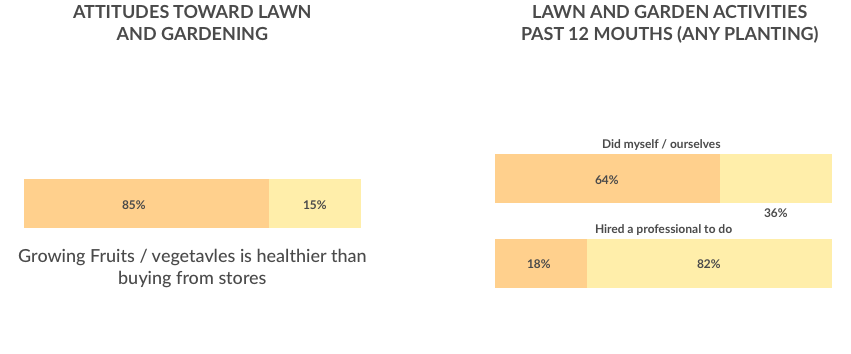 ATTITUDES TOWARD LAWN
AND GARDENING
85%
15%
Growing Fruits / vegetavles is healthier than
buying from stores
LAWN AND GARDEN ACTIVITIES
PAST 12 MOUTHS (ANY PLANTING)
Did myself / ourselves
64%
36%
Hired a professional to do
18%
82%